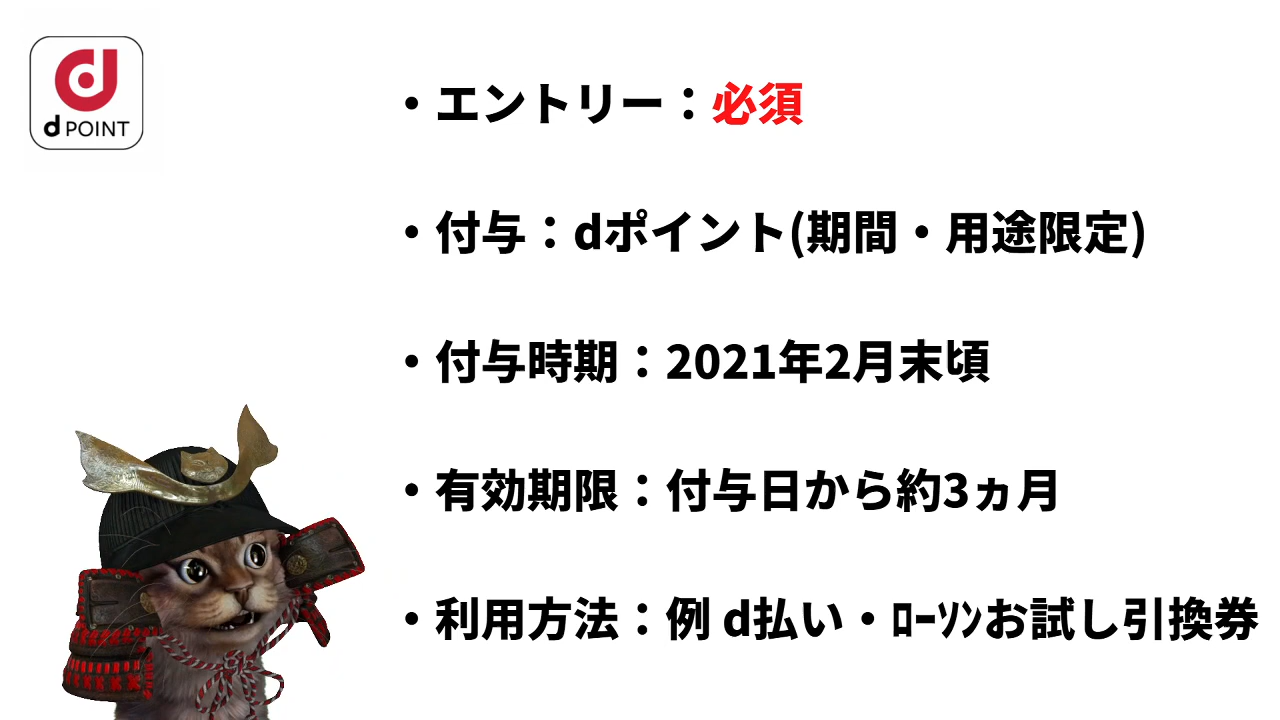 d POINT
・エントリー：必須
・付与：dポイント(期間・用途限定)
・付与時期：2021年2月末頃
・有効期限：付与日から約3ヵ月
・利用方法：例 d払い・ﾛｰｿﾝお試し引換券